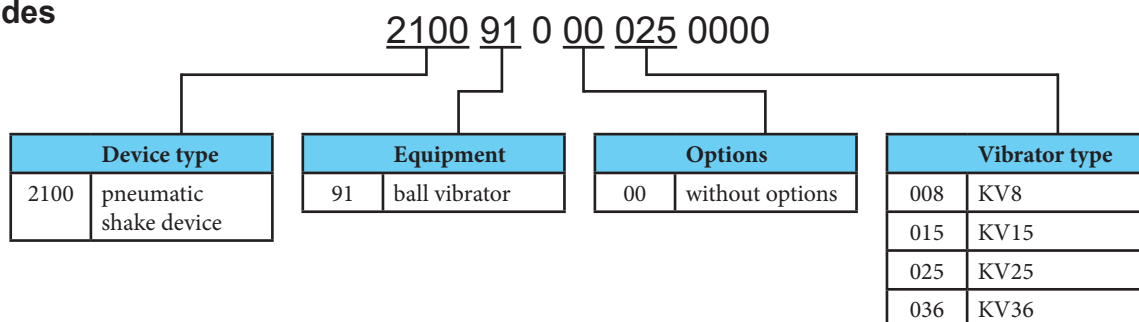 des
2100 91 0 00 025 0000
Device type
2100 pneumatic
shake device
Equipment
91 ball vibrator
Options
00 without options
Vibrator type
008 KV8
015 KV15
025 KV25
036 KV36